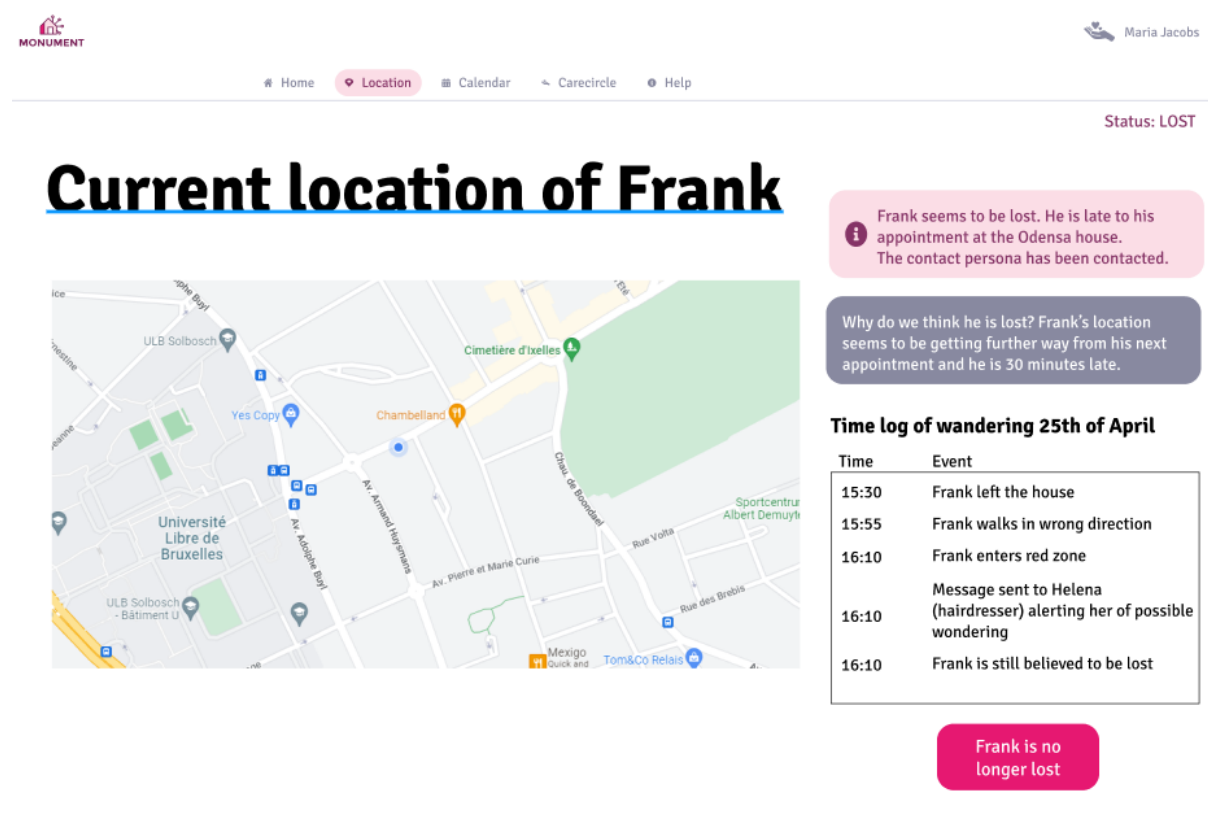 MONUMENT
Maria Jacobs
Home
Location
Calendar
Carecircle
Help
Status: LOST
Current location of Frank
Frank seems to be lost. He is late to his
appointment at the Odensa house.
The contact persona has been contacted.
Why do we think he is lost? Frank's location
seems to be getting further way from his next
appointment and he is 30 minutes late.
ice
phe Buyl
Été
ULB Solbosch
Cimetière d'Ixelles
nestine
Yes Copy
Chambelland
eanne
Chau. de Boondael
Av. Armand Huysmans
Sportcentrum
Albert Demuyte
Université
Libre de
Bruxelles
Av. Adolphe Buyl
Rue Volta
Av. Pierre et Marie Curie
Rue des Brebis
ULB Solbosch
- Bâtiment U
Mexigo
Quick and
Tom&Co Relais
Time log of wandering 25th of April
Time Event
15:30 Frank left the house
15:55 Frank walks in wrong direction
16:10 Frank enters red zone
Message sent to Helena
16:10 (hairdresser) alerting her of possible
wondering
16:10 Frank is still believed to be lost
Frank is no
longer lost